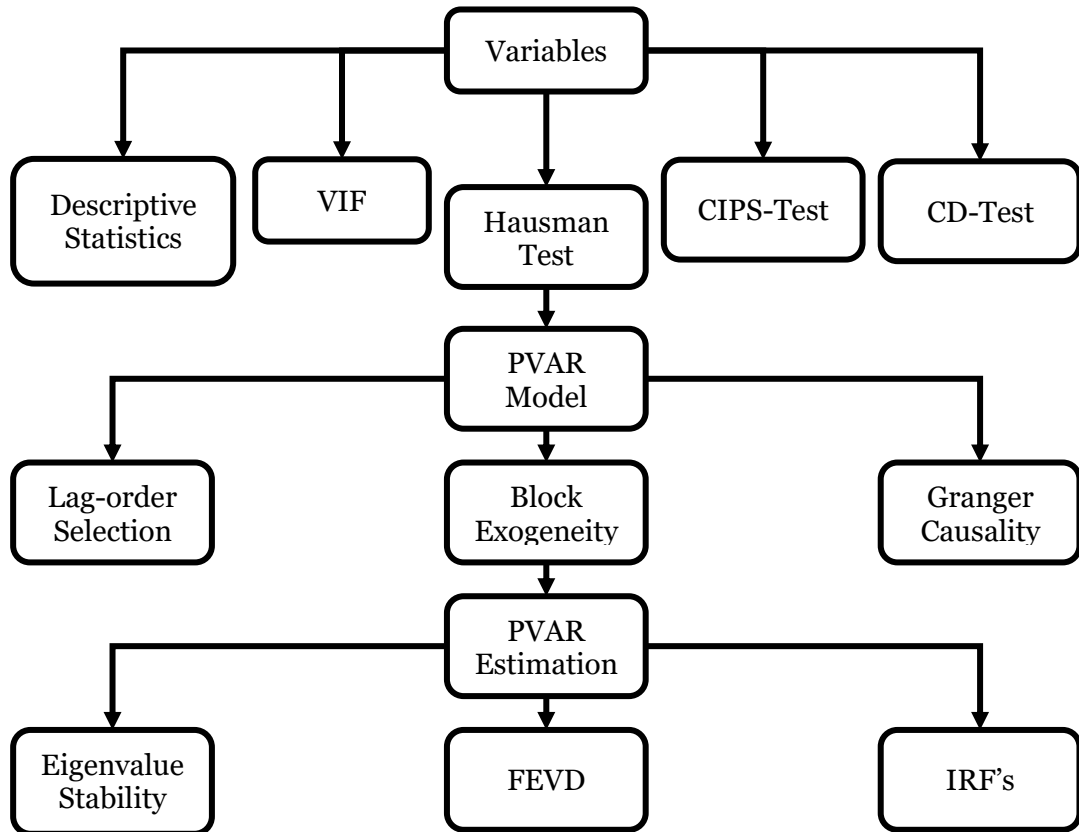 Variables
Descriptive
Statistics
VIF
Hausman
Test
CIPS-Test
CD-Test
PVAR
Model
Lag-order
Selection
Block
Exogeneity
Granger
Causality
PVAR
Estimation
Eigenvalue
Stability
FEVD
IRF’s